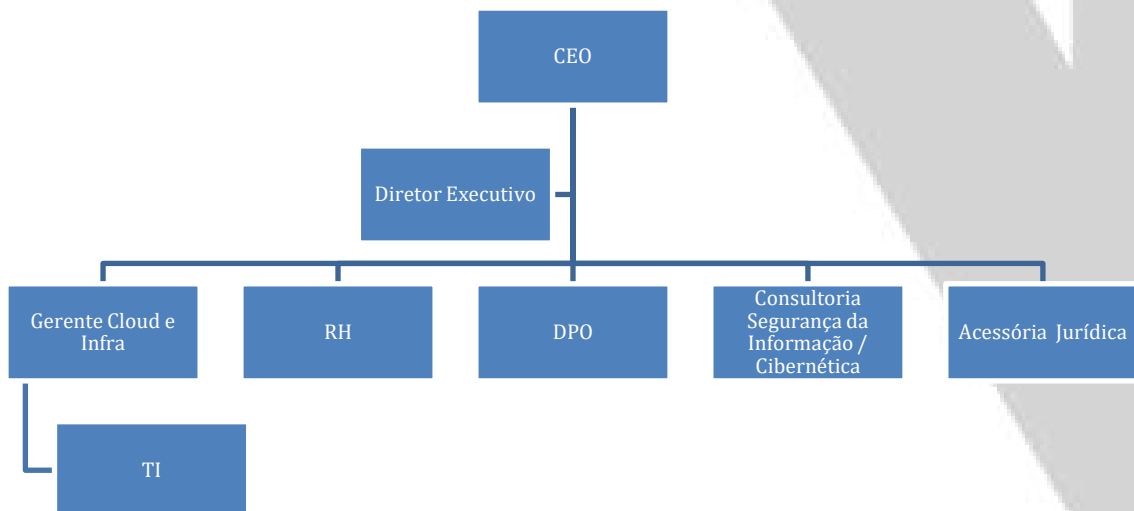 CEO
Diretor Executivo
Gerente Cloud e
Infra
RH
DPO
Consultoria
Segurança da
Informação /
Cibernética
Acessória Jurídica
TI